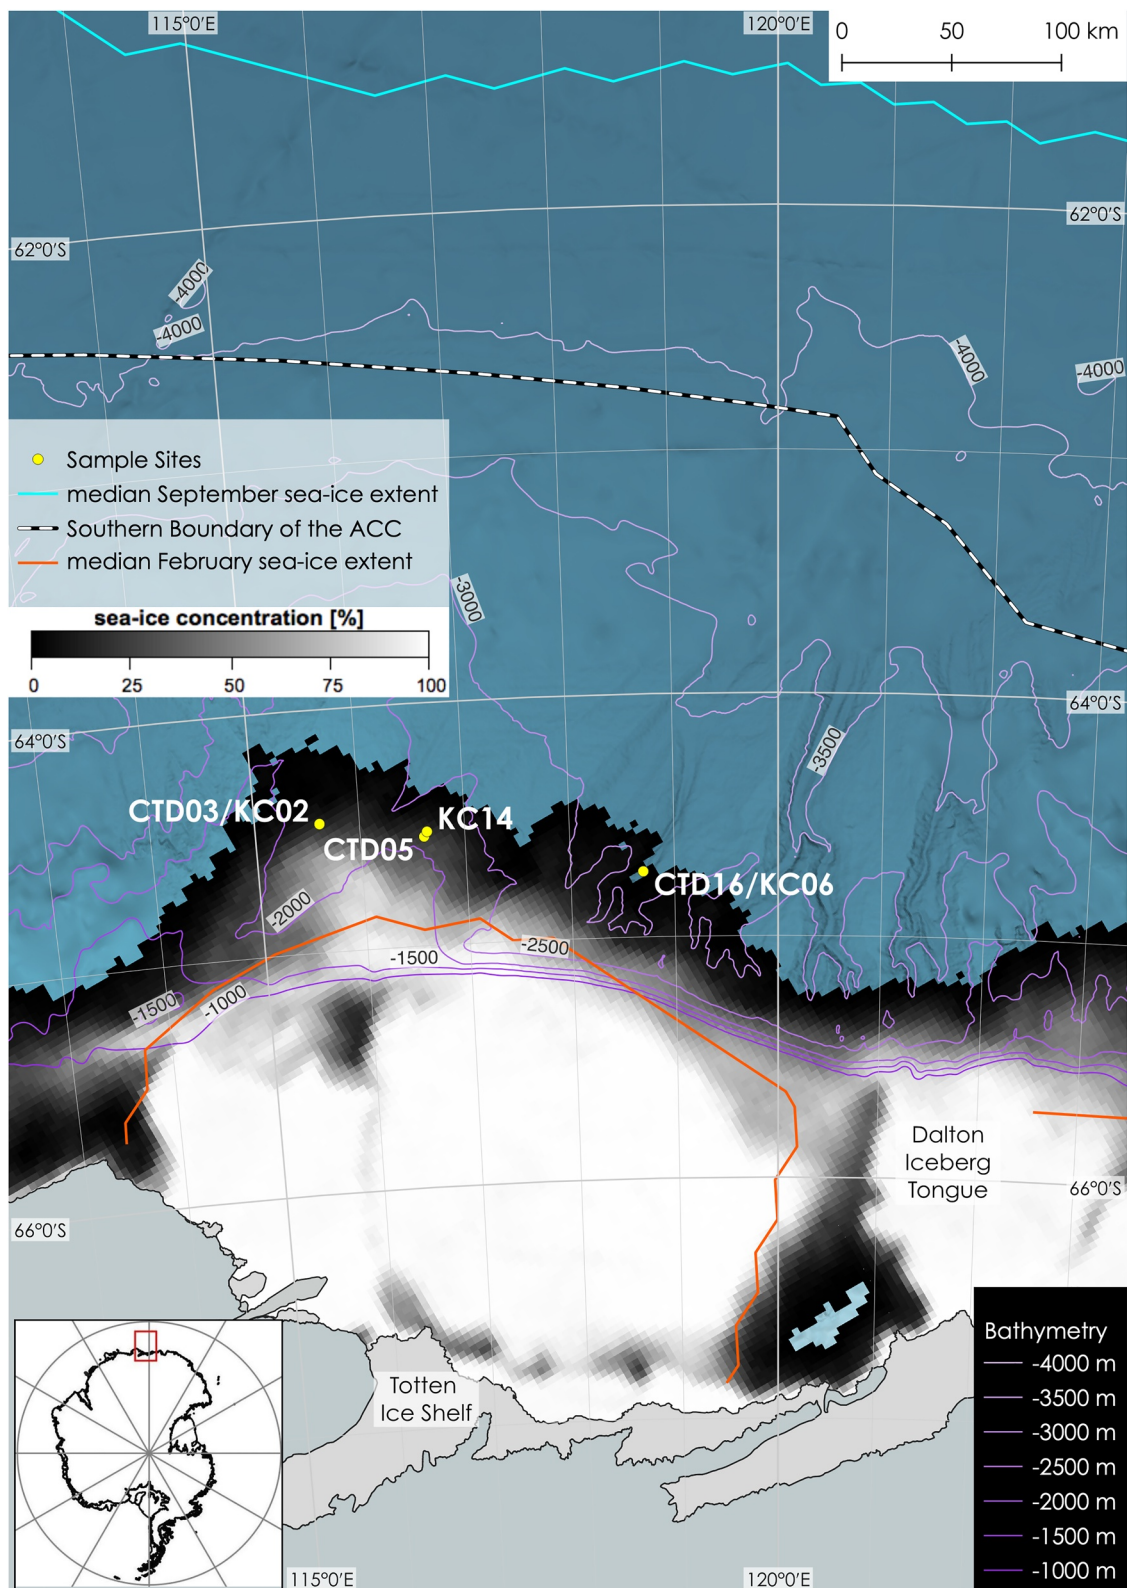 115°0'E
120°0'E
0 50 100 km
62°0'S
62°0'S
-4000
-4000
-4000
-4000
Sample Sites
median September sea-ice extent
Southern Boundary of the ACC
median February sea-ice extent
-3000
sea-ice concentration [%]
0 25 50 75 100
64°0'S
64°0'S
-3500
CTD03/KC02
KC14
CTD05
CTD16/KC06
-2000
-2500
-1500
-1500
-1000
Dalton
Iceberg
Tongue
66°0'S
66°0'S
Bathymetry
-4000 m
-3500 m
-3000 m
-2500 m
-2000 m
-1500 m
-1000 m
Totten
Ice Shelf
115°0'E
120°0'E